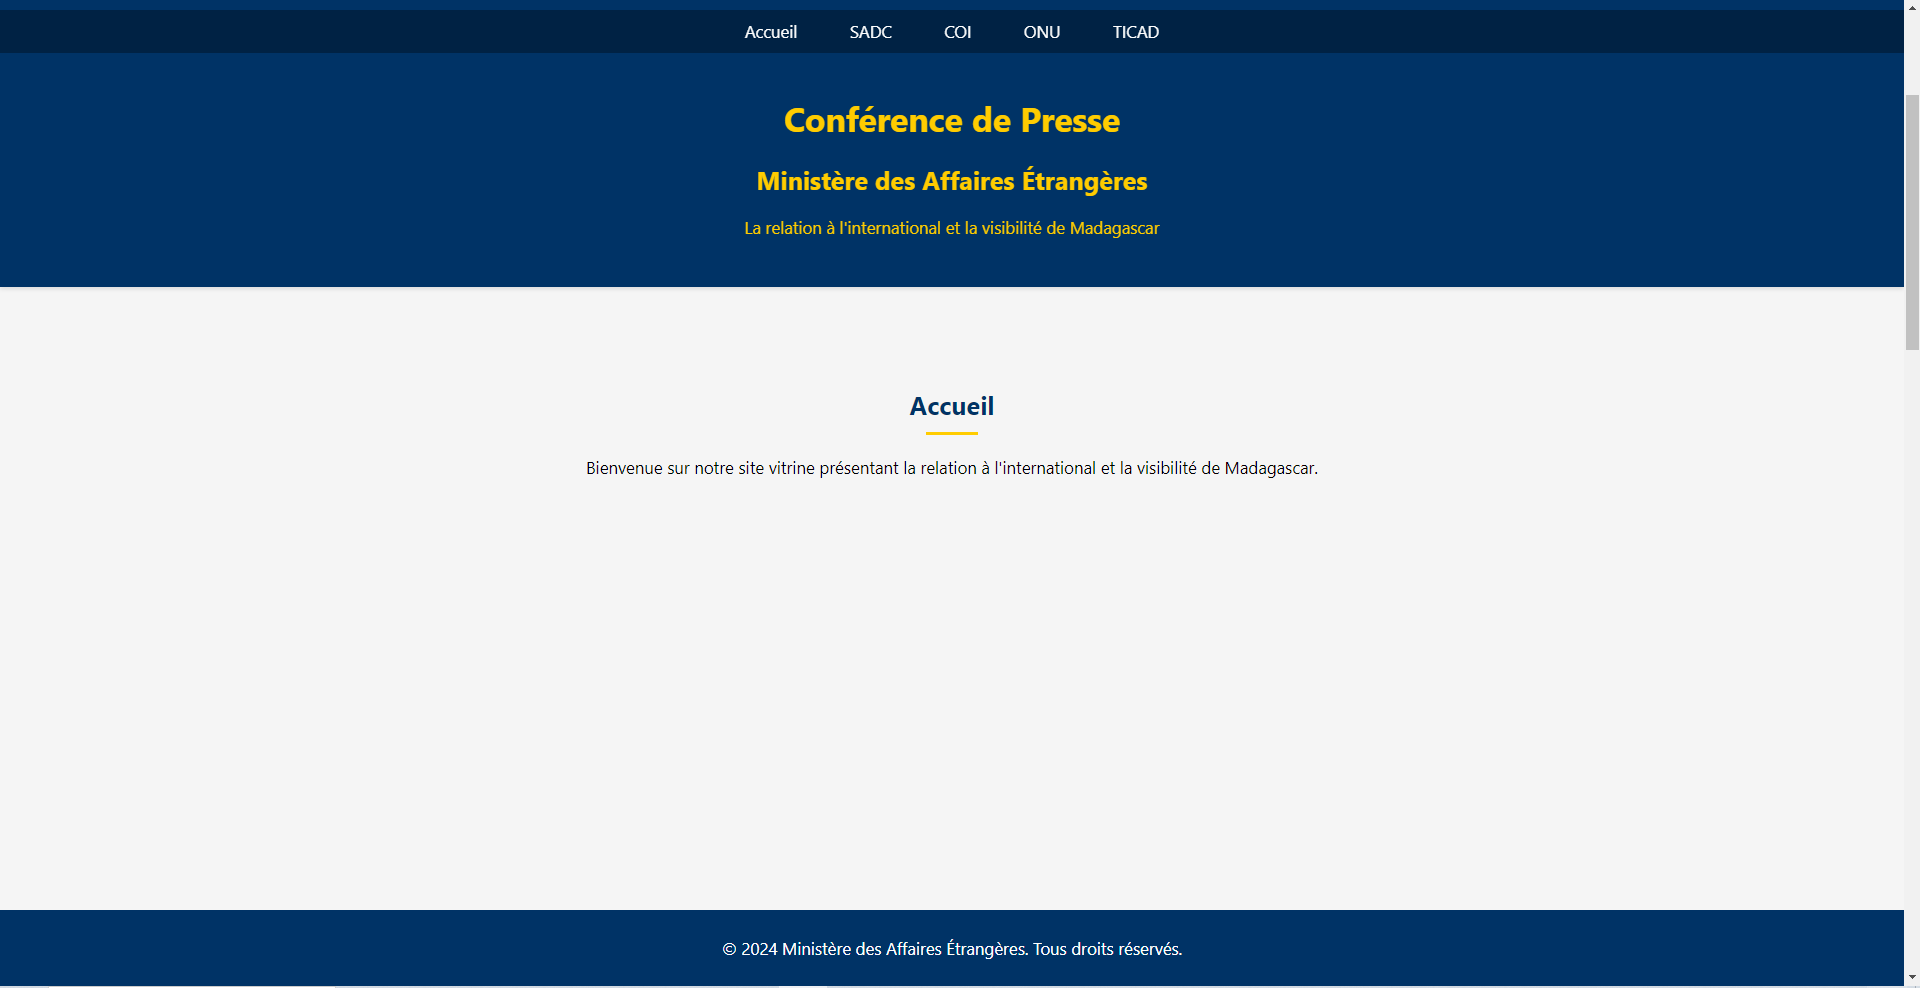 Accueil SADC COI ONU TICAD
Conférence de Presse
Ministère des Affaires Étrangères
La relation à l'international et la visibilité de Madagascar
Accueil
Bienvenue sur notre site vitrine présentant la relation à l'international et la visibilité de Madagascar.
© 2024 Ministère des Affaires Étrangères. Tous droits réservés.